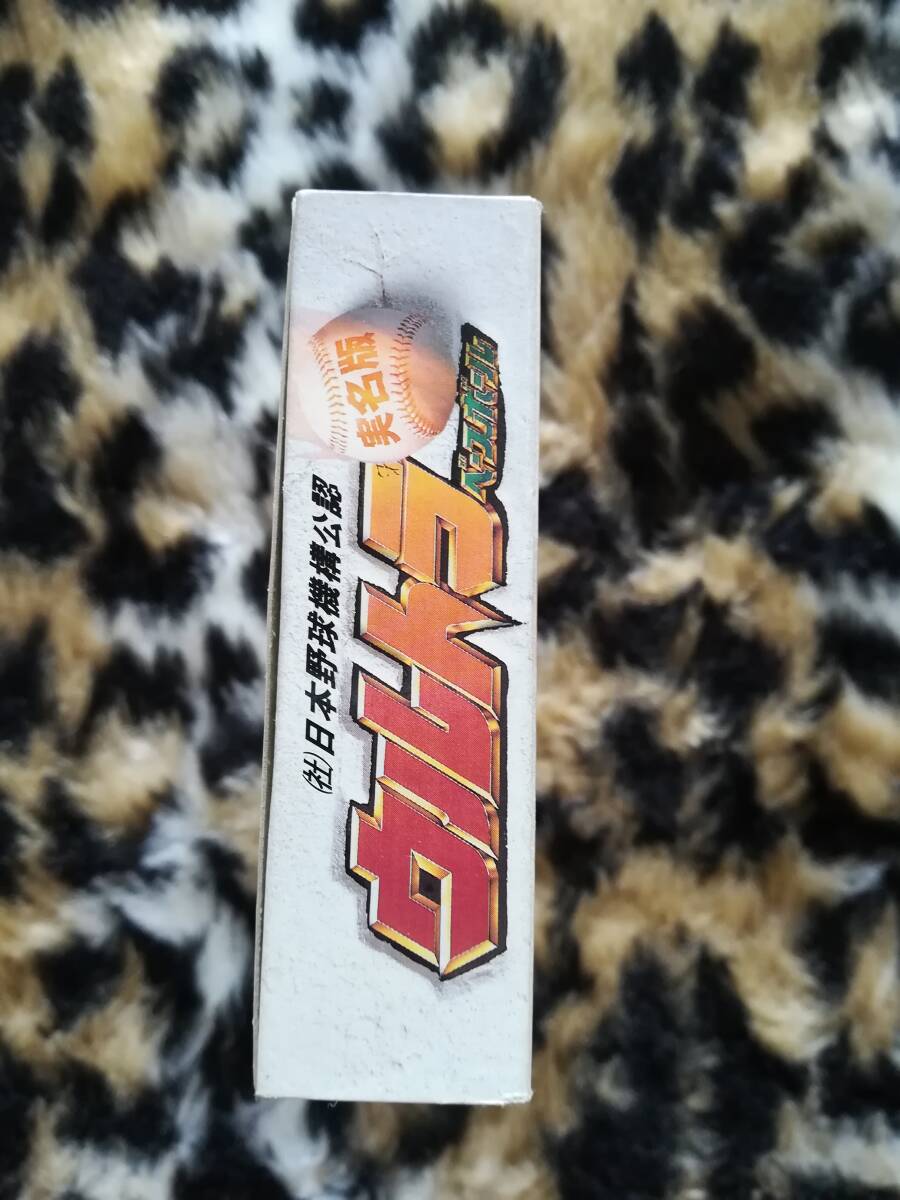 (社)日本野球機構公認
実名版
ウルトラ
ベースボール